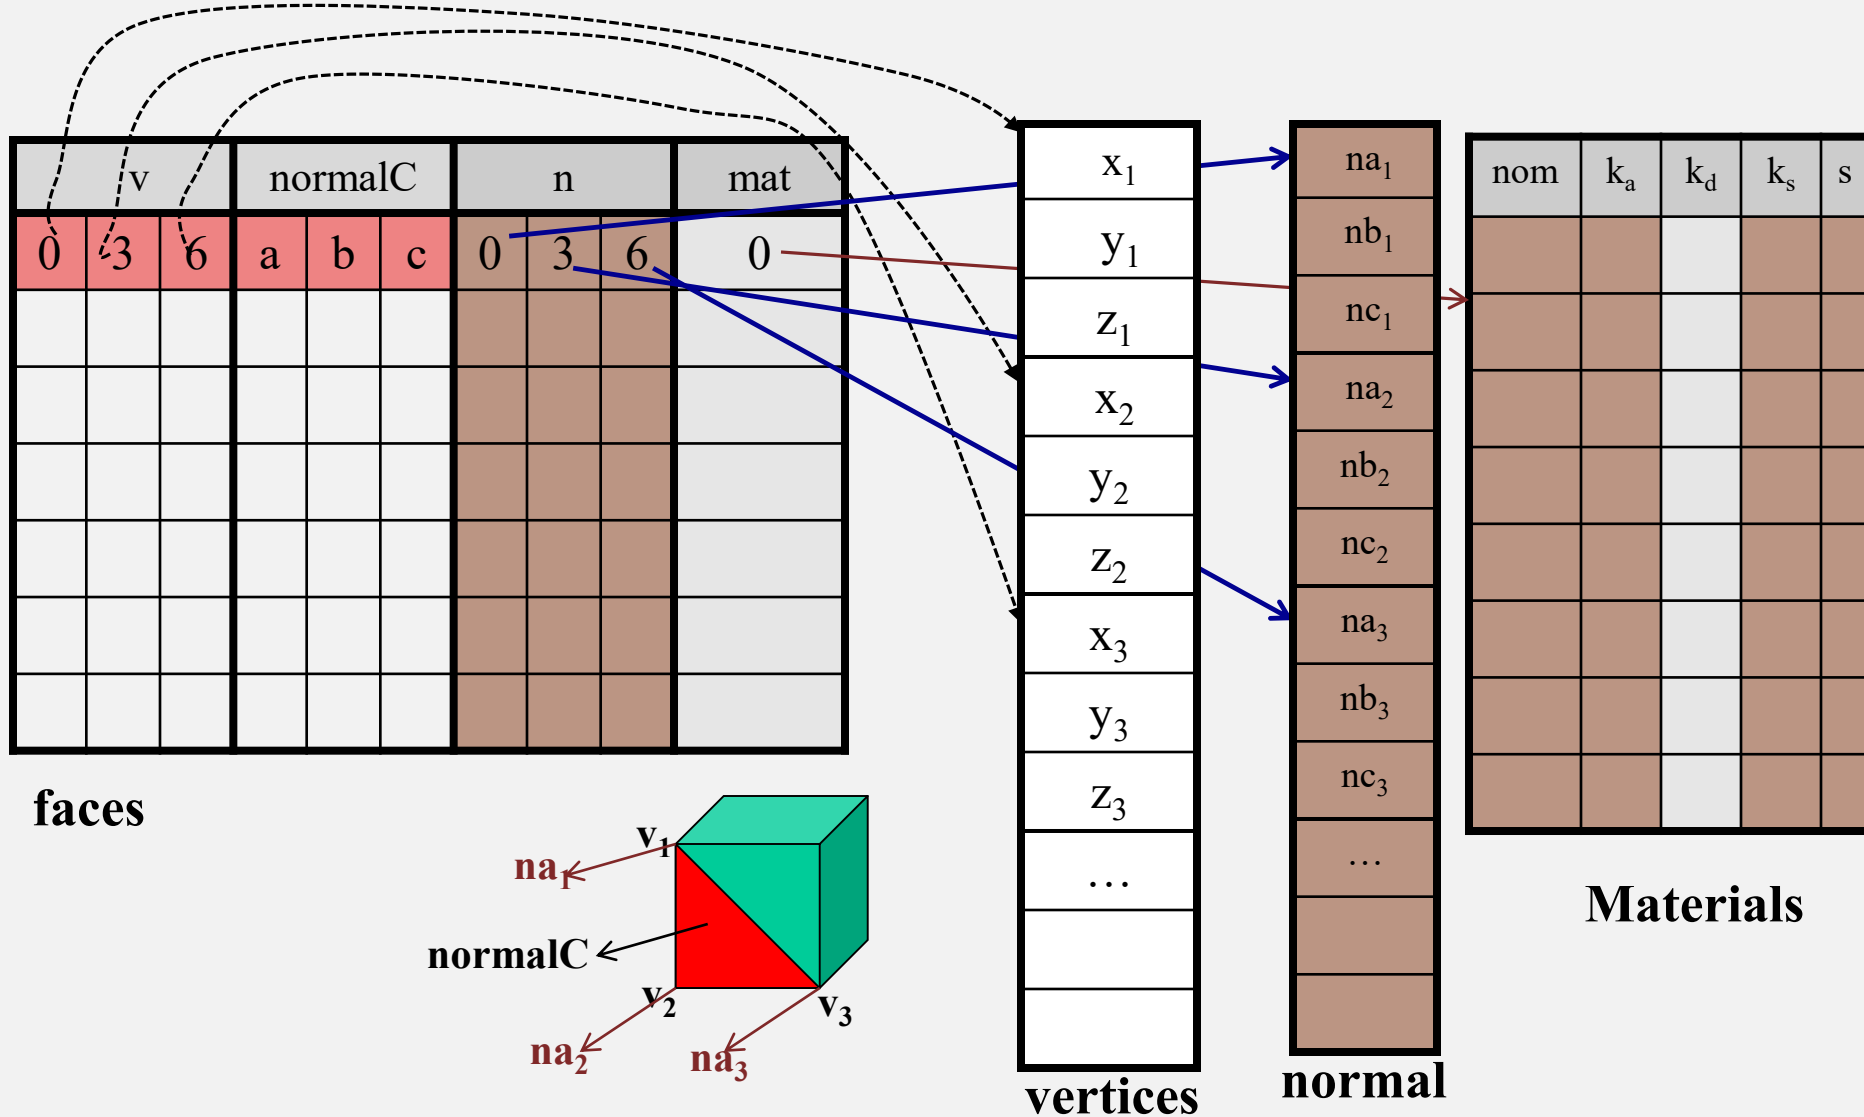 v normalC n mat
0 3 6 a b c 0 3 6 0
faces
x₁
y₁
z₁
x₂
y₂
z₂
x₃
y₃
z₃
...
vertices
na₁
nb₁
nc₁
na₂
nb₂
nc₂
na₃
nb₃
nc₃
...
normal
nom kₐ k_d kₛ s
Materials
v₁
na₁
normalC
v₂
v₃
na₂
na₃